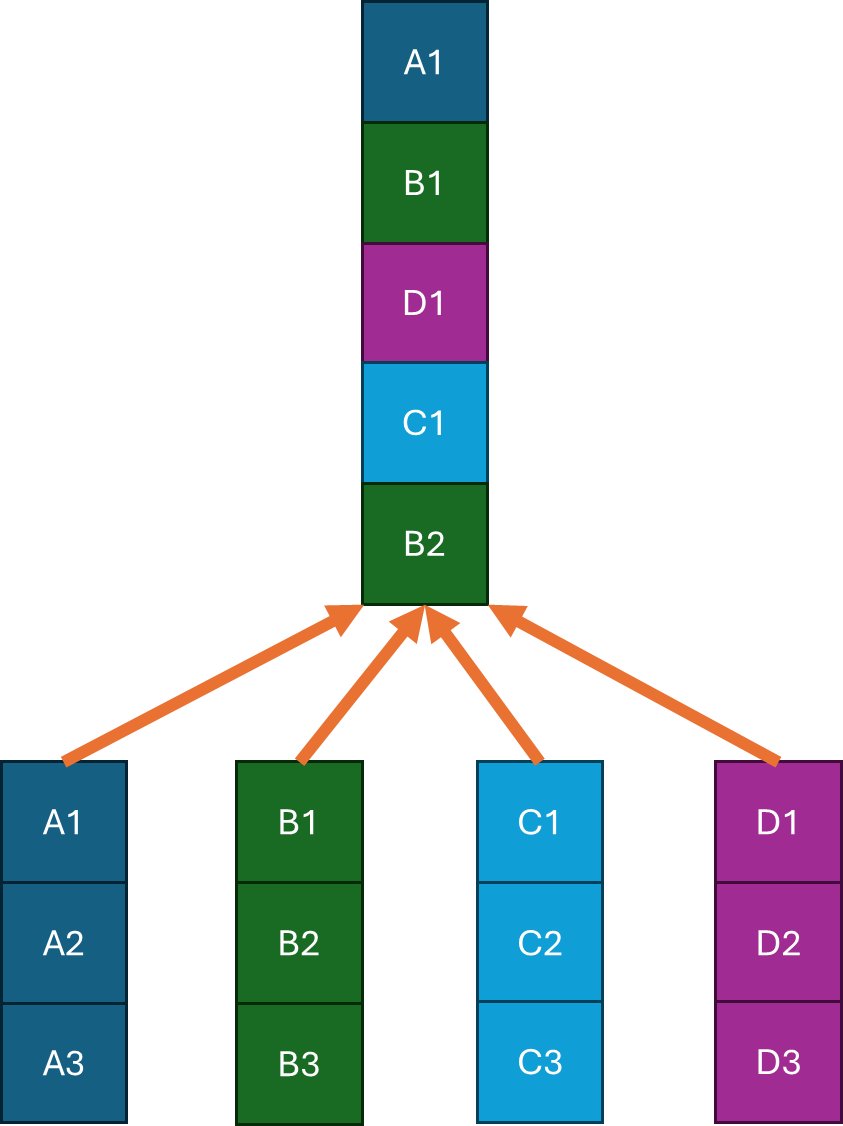 A1
B1
D1
C1
B2
A1 B1 C1 D1
A2 B2 C2 D2
A3 B3 C3 D3